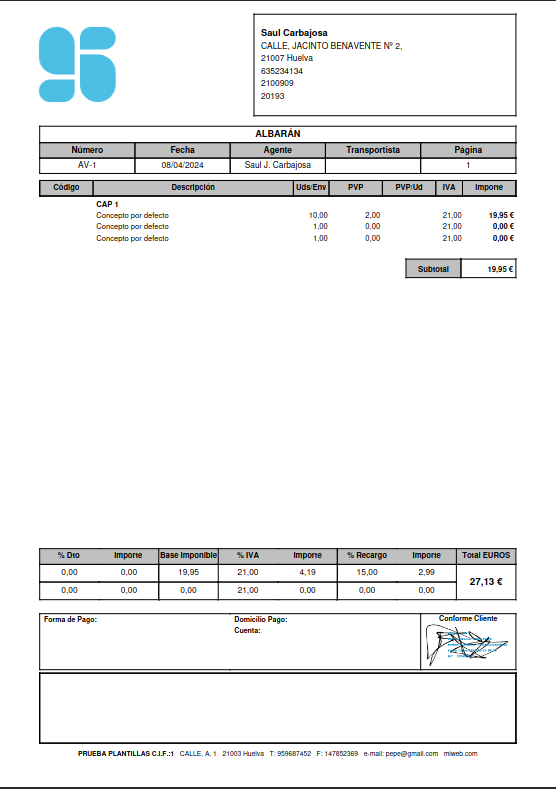 Saul Carbajosa
CALLE, JACINTO BENAVENTE Nº 2,
21007 Huelva
635234134
2100909
20193
ALBARÁN
Número Fecha Agente Transportista Página
AV-1 08/04/2024 Saul J. Carbajosa 1
Código Descripción Uds/Env PVP PVP/Ud IVA Importe
CAP 1
Concepto por defecto 10,00 2,00 21,00 19,95 €
Concepto por defecto 1,00 0,00 21,00 0,00 €
Concepto por defecto 1,00 0,00 21,00 0,00 €
Subtotal 19,95 €
% Dto Importe Base Imponible % IVA Importe % Recargo Importe Total EUROS
0,00 0,00 19,95 21,00 4,19 15,00 2,99
27,13 €
0,00 0,00 0,00 21,00 0,00 0,00 0,00
Forma de Pago: Domicilio Pago: Conforme Cliente
Cuenta:
PRUEBA PLANTILLAS C.I.F.:1 CALLE, A, 1 21003 Huelva T: 959687452 F: 147852369 e-mail: pepe@gmail.com miweb.com